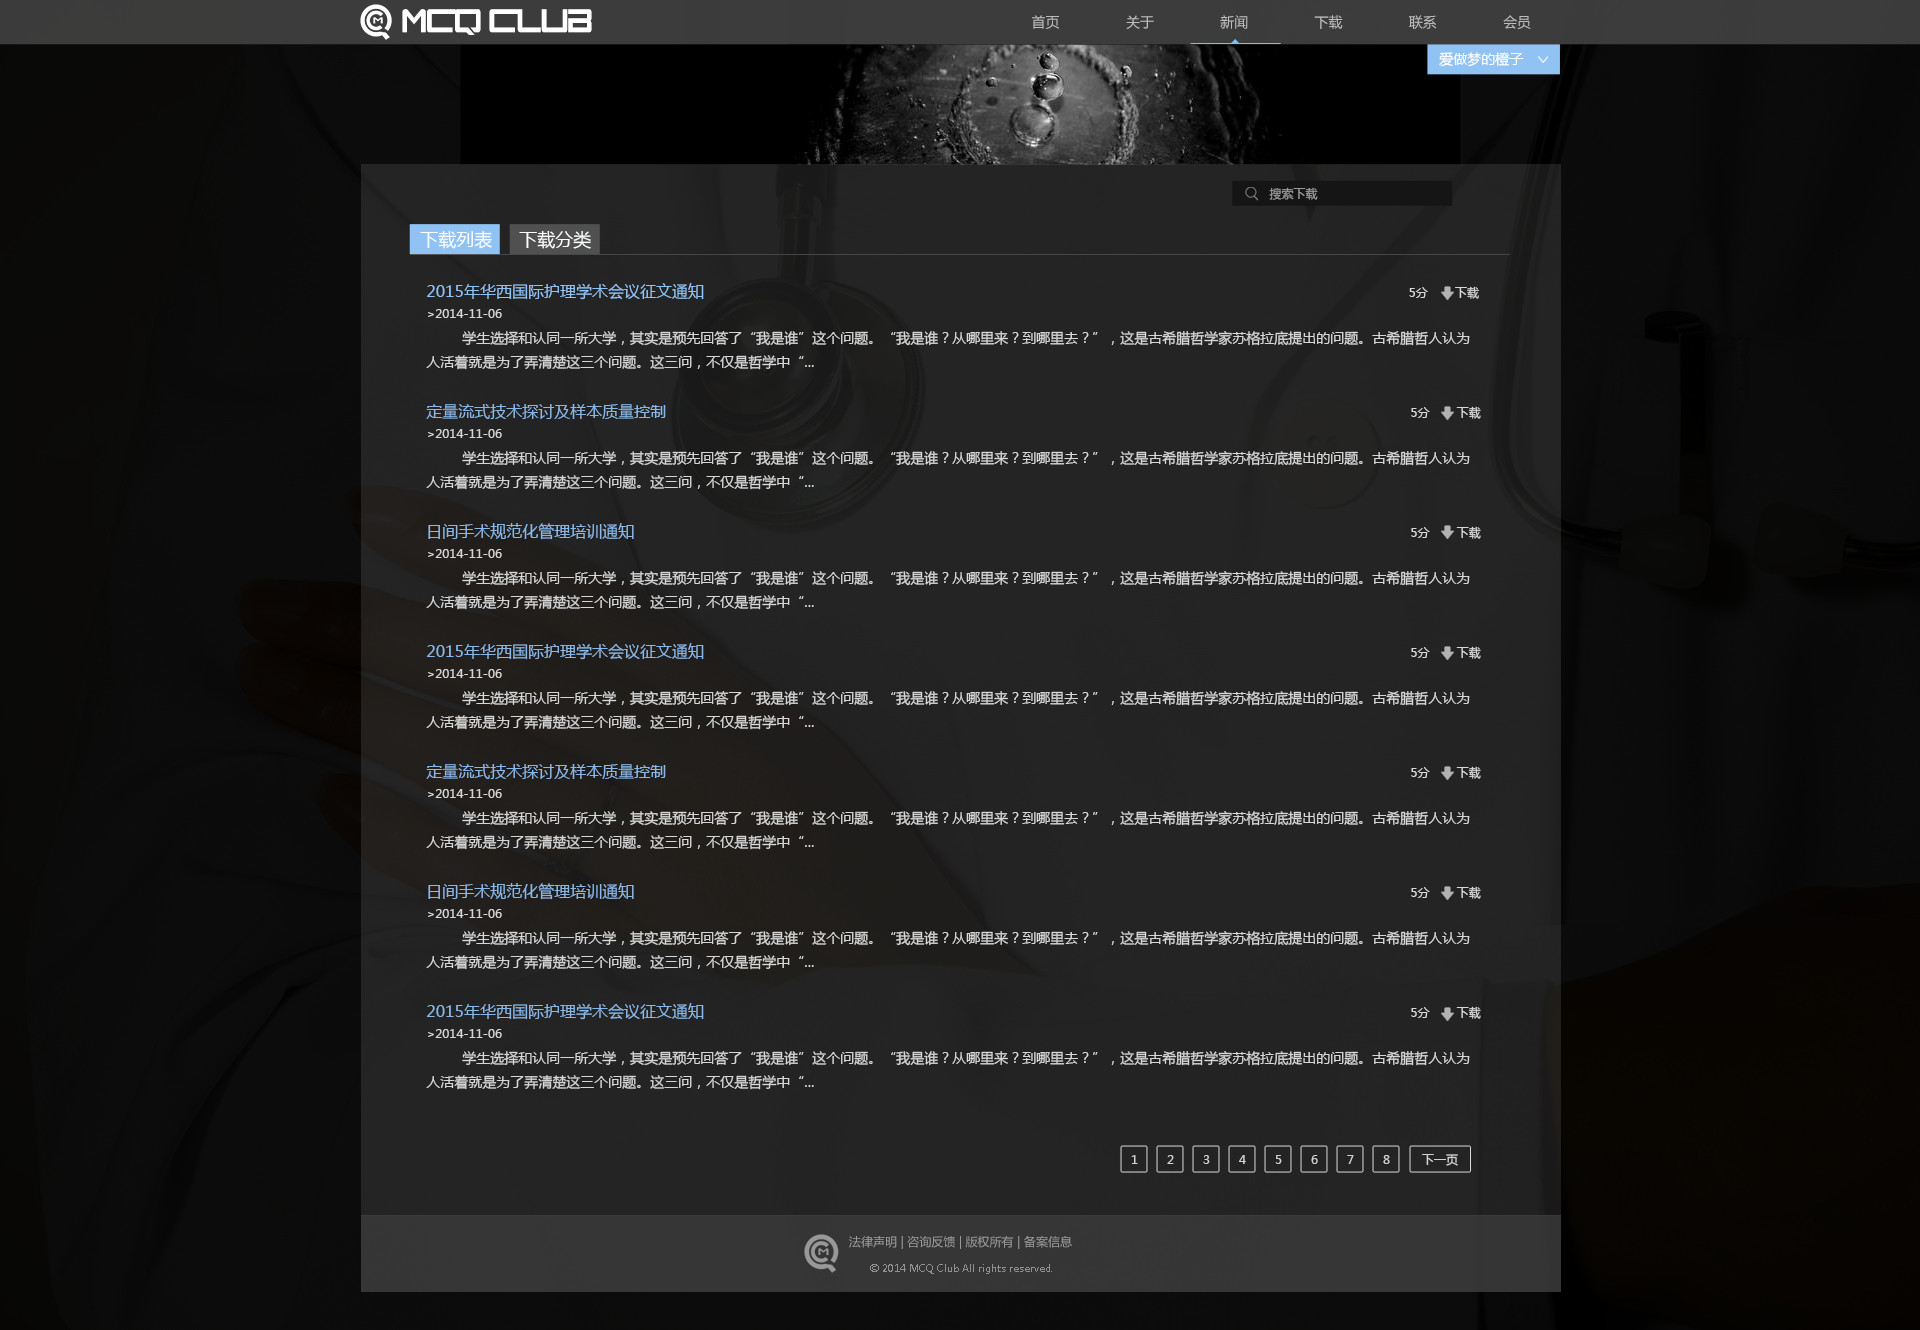 MCQ CLUB
首页 关于 新闻 下载 联系 会员
爱做梦的橙子
搜索下载
下载列表 下载分类
2015年华西国际护理学术会议征文通知 5分 下载
>2014-11-06
学生选择和认同一所大学，其实是预先回答了“我是谁”这个问题。“我是谁？从哪里来？到哪里去？”，这是古希腊哲学家苏格拉底提出的问题。古希腊哲人认为
人活着就是为了弄清楚这三个问题。这三问，不仅是哲学中“...
定量流式技术探讨及样本质量控制 5分 下载
>2014-11-06
学生选择和认同一所大学，其实是预先回答了“我是谁”这个问题。“我是谁？从哪里来？到哪里去？”，这是古希腊哲学家苏格拉底提出的问题。古希腊哲人认为
人活着就是为了弄清楚这三个问题。这三问，不仅是哲学中“...
日间手术规范化管理培训通知 5分 下载
>2014-11-06
学生选择和认同一所大学，其实是预先回答了“我是谁”这个问题。“我是谁？从哪里来？到哪里去？”，这是古希腊哲学家苏格拉底提出的问题。古希腊哲人认为
人活着就是为了弄清楚这三个问题。这三问，不仅是哲学中“...
2015年华西国际护理学术会议征文通知 5分 下载
>2014-11-06
学生选择和认同一所大学，其实是预先回答了“我是谁”这个问题。“我是谁？从哪里来？到哪里去？”，这是古希腊哲学家苏格拉底提出的问题。古希腊哲人认为
人活着就是为了弄清楚这三个问题。这三问，不仅是哲学中“...
定量流式技术探讨及样本质量控制 5分 下载
>2014-11-06
学生选择和认同一所大学，其实是预先回答了“我是谁”这个问题。“我是谁？从哪里来？到哪里去？”，这是古希腊哲学家苏格拉底提出的问题。古希腊哲人认为
人活着就是为了弄清楚这三个问题。这三问，不仅是哲学中“...
日间手术规范化管理培训通知 5分 下载
>2014-11-06
学生选择和认同一所大学，其实是预先回答了“我是谁”这个问题。“我是谁？从哪里来？到哪里去？”，这是古希腊哲学家苏格拉底提出的问题。古希腊哲人认为
人活着就是为了弄清楚这三个问题。这三问，不仅是哲学中“...
2015年华西国际护理学术会议征文通知 5分 下载
>2014-11-06
学生选择和认同一所大学，其实是预先回答了“我是谁”这个问题。“我是谁？从哪里来？到哪里去？”，这是古希腊哲学家苏格拉底提出的问题。古希腊哲人认为
人活着就是为了弄清楚这三个问题。这三问，不仅是哲学中“...
1 2 3 4 5 6 7 8 下一页
法律声明 | 咨询反馈 | 版权所有 | 备案信息
© 2014 MCQ Club All rights reserved.